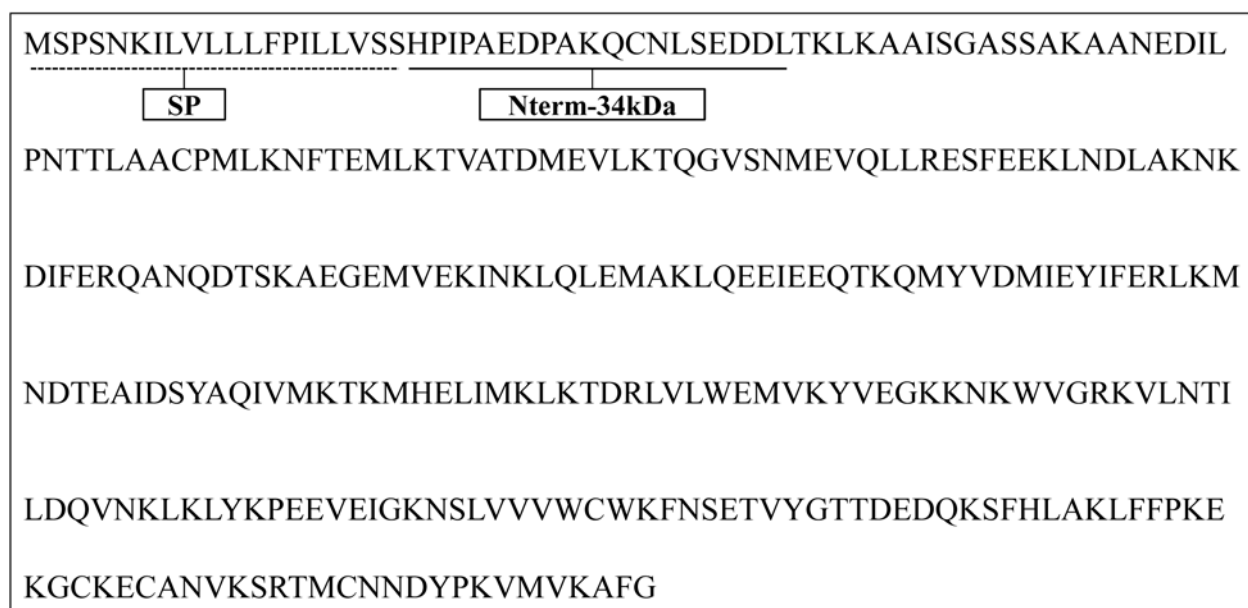 MSPSNKILVLLLFPILLVSSHPIPAEDPAKQCNLSEDDLTKLKAAISGASSAKAANEDIL
SP
Nterm-34kDa
PNTTLAACPMLKNFTEMLKTVATDMEVLKTQGVSNMEVQLLRESFEEKLNDLAKNK
DIFERQANQDTSKAEGEMVEKINKLQLEMAKLQEEIEEQTKQMYVDMIEYIFERLKM
NDTEAIDSYAQIVMKTKMHELIMKLKTDRLVLWEMVKYVEGKKNKWVGRKVLNTI
LDQVNKLKLYKPEEVEIGKNSLVVVWCWKFNSETVYGTTDEDQKSFHLAKLFFPKE
KGCKECANVKSRTMCNNDYPKVMVKAFG